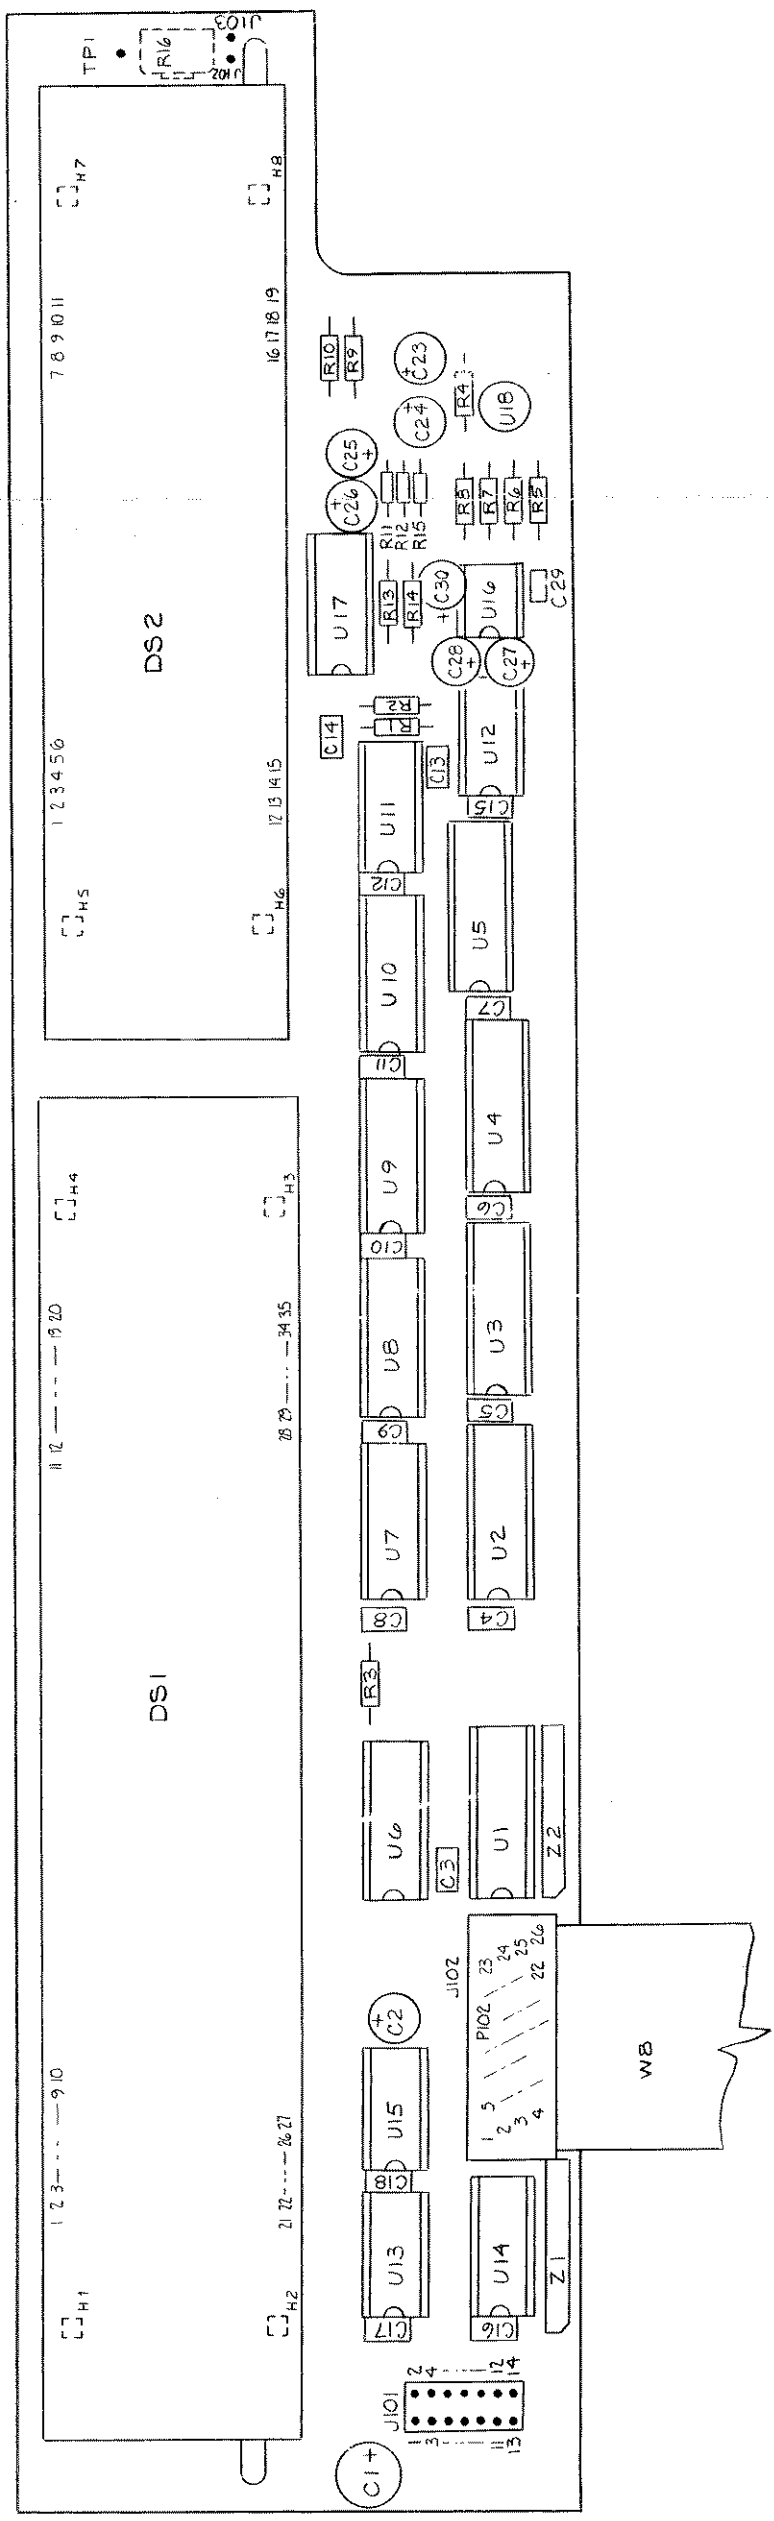 TP1
R16
J103
J102
H7
H8
7 8 9 10 11
16 17 18 19
DS2
1 2 3 4 5 6
12 13 14 15
H5
H6
R10
R9
C23
+
C24
+
R4
U18
C25
+
C26
+
R11
R12
R15
R8
R7
R6
R5
U17
R13
R14
C30
+
U16
C29
C28
+
C27
+
C14
R2
R1
C13
U12
U11
C15
C12
U10
U5
C11
C7
U9
U4
C10
C6
U8
U3
C9
C5
U7
U2
C8
C4
H4
H3
11 12 --- 19 20
28 29 --- 34 35
DS1
R3
U6
C3
U1
Z2
J102
P102
23
24
25
26
22
1
2
3
4
5
W8
C2
+
U15
C18
U13
C17
U14
C16
Z1
1 2 3 --- 9 10
21 22 --- 26 27
H1
H2
J101
2
4
12
14
1
3
11
13
C1 +